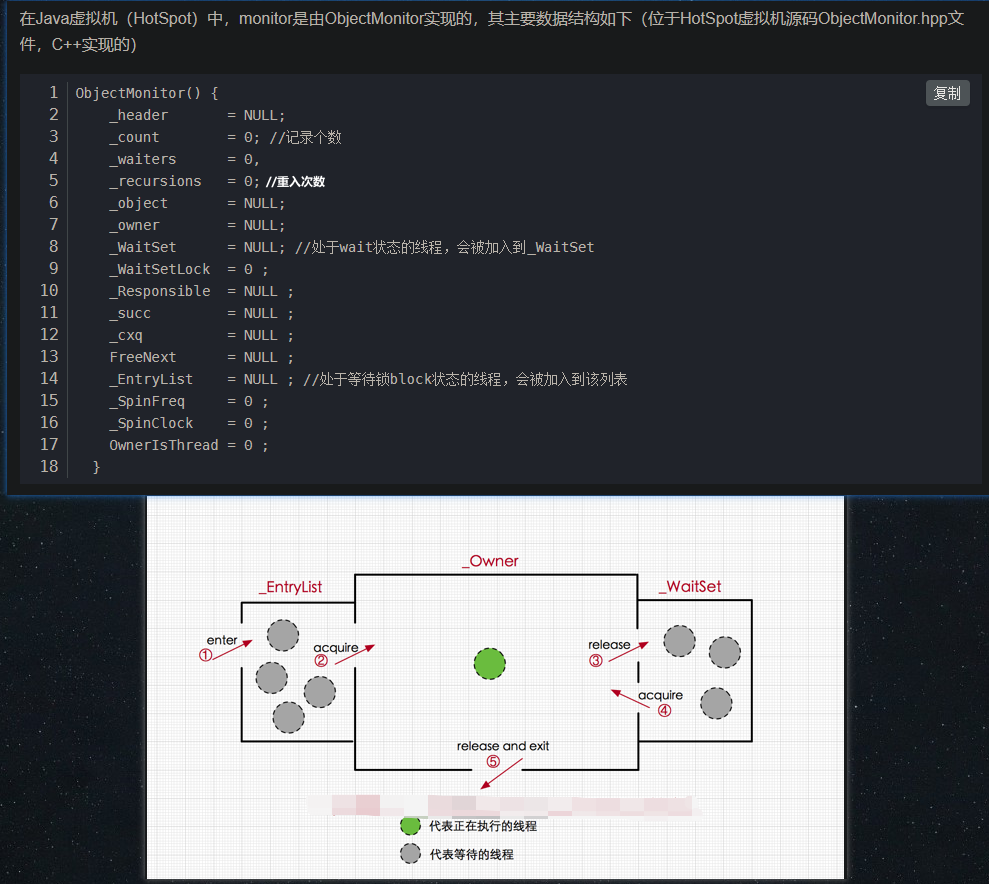 在Java虚拟机（HotSpot）中，monitor是由ObjectMonitor实现的，其主要数据结构如下（位于HotSpot虚拟机源码ObjectMonitor.hpp文
件，C++实现的）
复制
1 ObjectMonitor() {
2 _header = NULL;
3 _count = 0; //记录个数
4 _waiters = 0,
5 _recursions = 0; //重入次数
6 _object = NULL;
7 _owner = NULL;
8 _WaitSet = NULL; //处于wait状态的线程，会被加入到_WaitSet
9 _WaitSetLock = 0 ;
10 _Responsible = NULL ;
11 _succ = NULL ;
12 _cxq = NULL ;
13 FreeNext = NULL ;
14 _EntryList = NULL ; //处于等待锁block状态的线程，会被加入到该列表
15 _SpinFreq = 0 ;
16 _SpinClock = 0 ;
17 OwnerIsThread = 0 ;
18 }
_Owner
_EntryList
_WaitSet
enter
①
acquire
②
release
③
acquire
④
release and exit
⑤
代表正在执行的线程
代表等待的线程